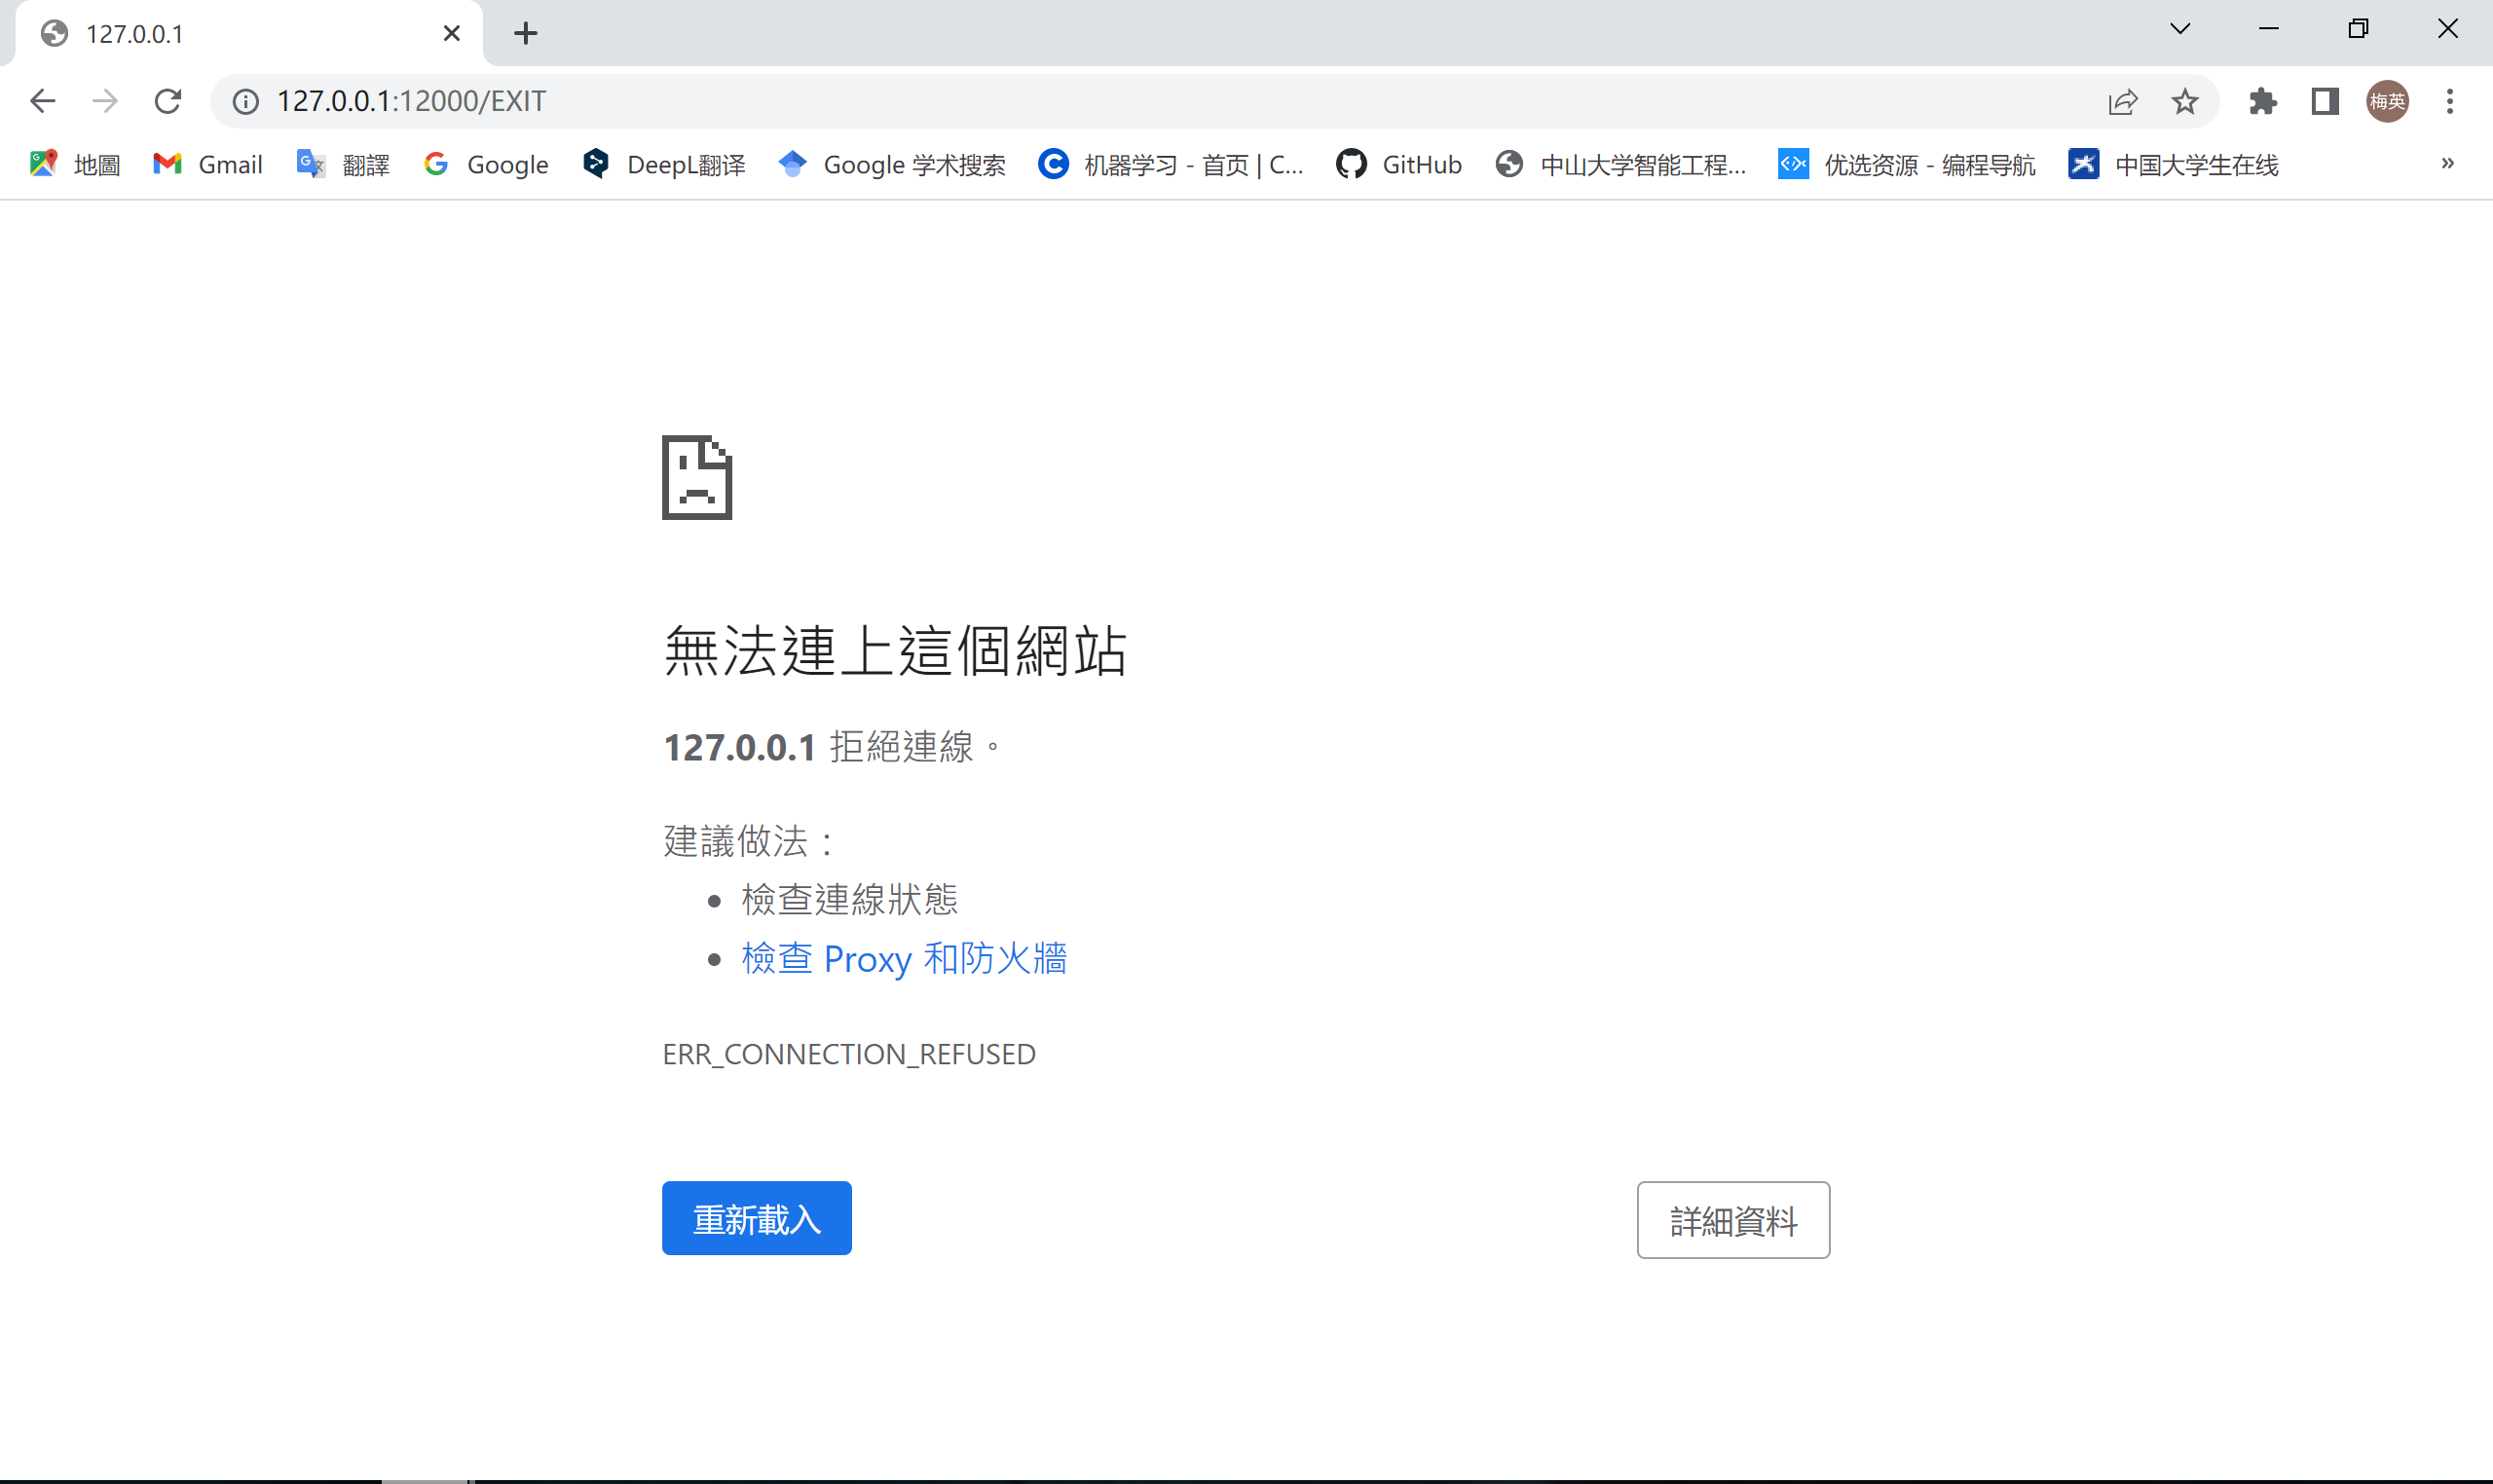 127.0.0.1
127.0.0.1:12000/EXIT
梅英
地圖 Gmail 翻譯 Google DeepL翻译 Google 学术搜索 机器学习 - 首页 | C... GitHub 中山大学智能工程... 优选资源 - 编程导航 中国大学生在线 »
無法連上這個網站
127.0.0.1 拒絕連線。
建議做法：
• 檢查連線狀態
• 檢查 Proxy 和防火牆
ERR_CONNECTION_REFUSED
重新載入 詳細資料